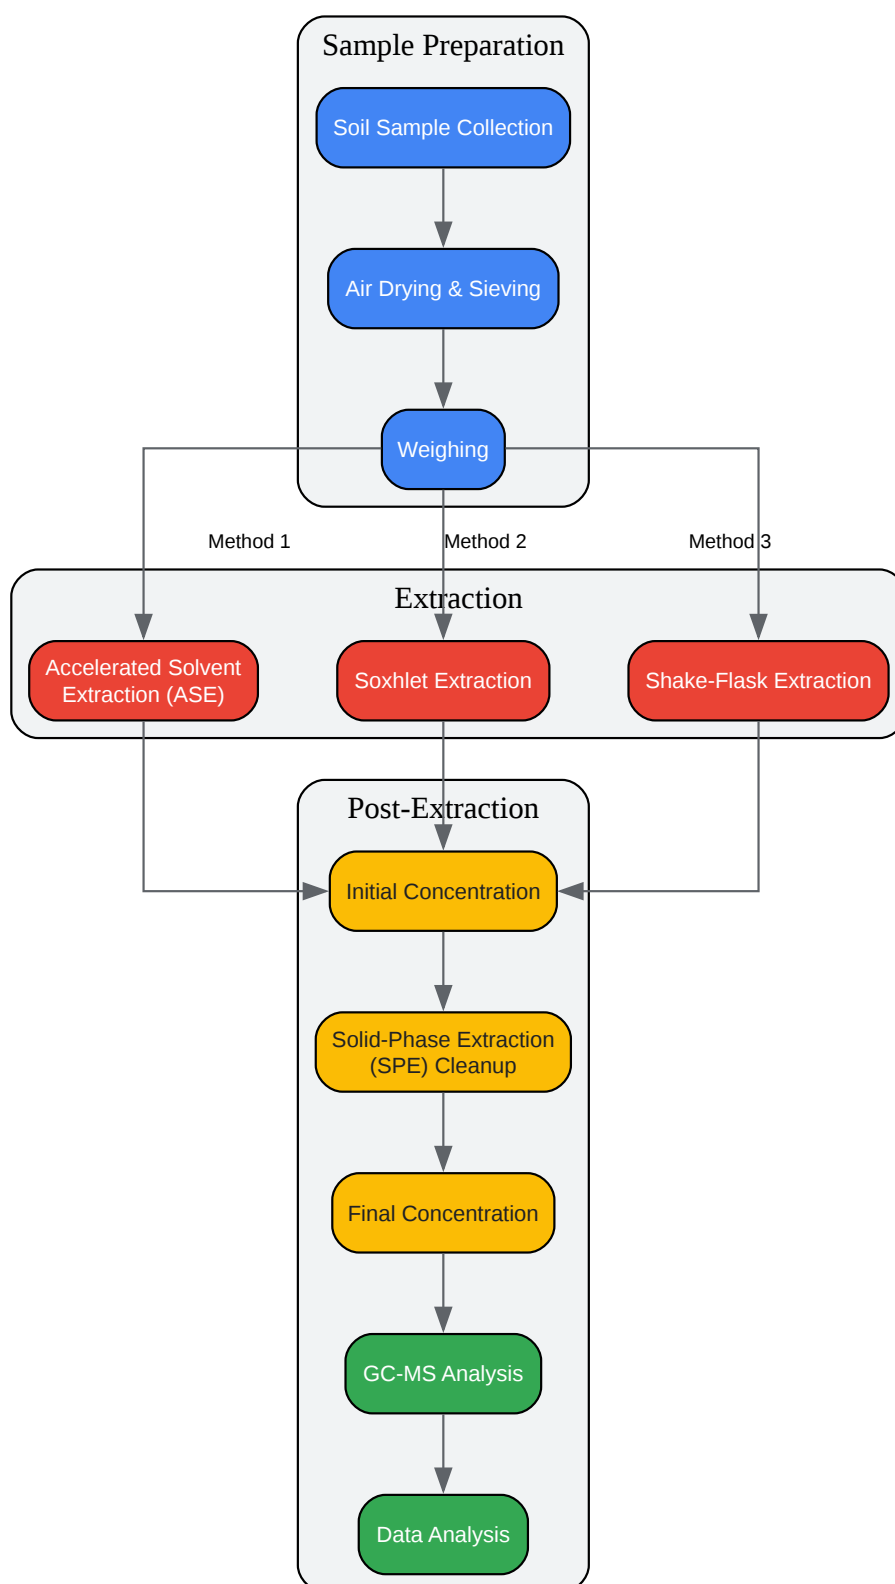 Sample Preparation
Soil Sample Collection
Air Drying & Sieving
Weighing
Method 1
Method 2
Method 3
Extraction
Accelerated Solvent
Extraction (ASE)
Soxhlet Extraction
Shake-Flask Extraction
Post-Extraction
Initial Concentration
Solid-Phase Extraction
(SPE) Cleanup
Final Concentration
GC-MS Analysis
Data Analysis